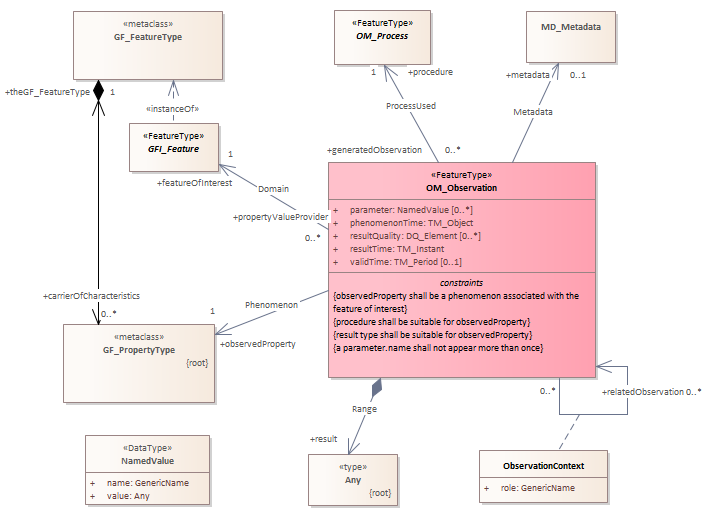 «metaclass»
GF_FeatureType
«FeatureType»
OM_Process
MD_Metadata
+theGF_FeatureType
1
1
+procedure
+metadata
0..1
«instanceOf»
ProcessUsed
Metadata
«FeatureType»
GFI_Feature
1
+generatedObservation
0..*
+featureOfInterest
Domain
+propertyValueProvider
0..*
«FeatureType»
OM_Observation
+ parameter: NamedValue [0..*]
+ phenomenonTime: TM_Object
+ resultQuality: DQ_Element [0..*]
+ resultTime: TM_Instant
+ validTime: TM_Period [0..1]
constraints
{observedProperty shall be a phenomenon associated with the
feature of interest}
{procedure shall be suitable for observedProperty}
{result type shall be suitable for observedProperty}
{a parameter.name shall not appear more than once}
+carrierOfCharacteristics
0..*
1
Phenomenon
+observedProperty
«metaclass»
GF_PropertyType
{root}
0..*
+relatedObservation 0..*
Range
+result
«DataType»
NamedValue
+ name: GenericName
+ value: Any
«type»
Any
{root}
ObservationContext
+ role: GenericName